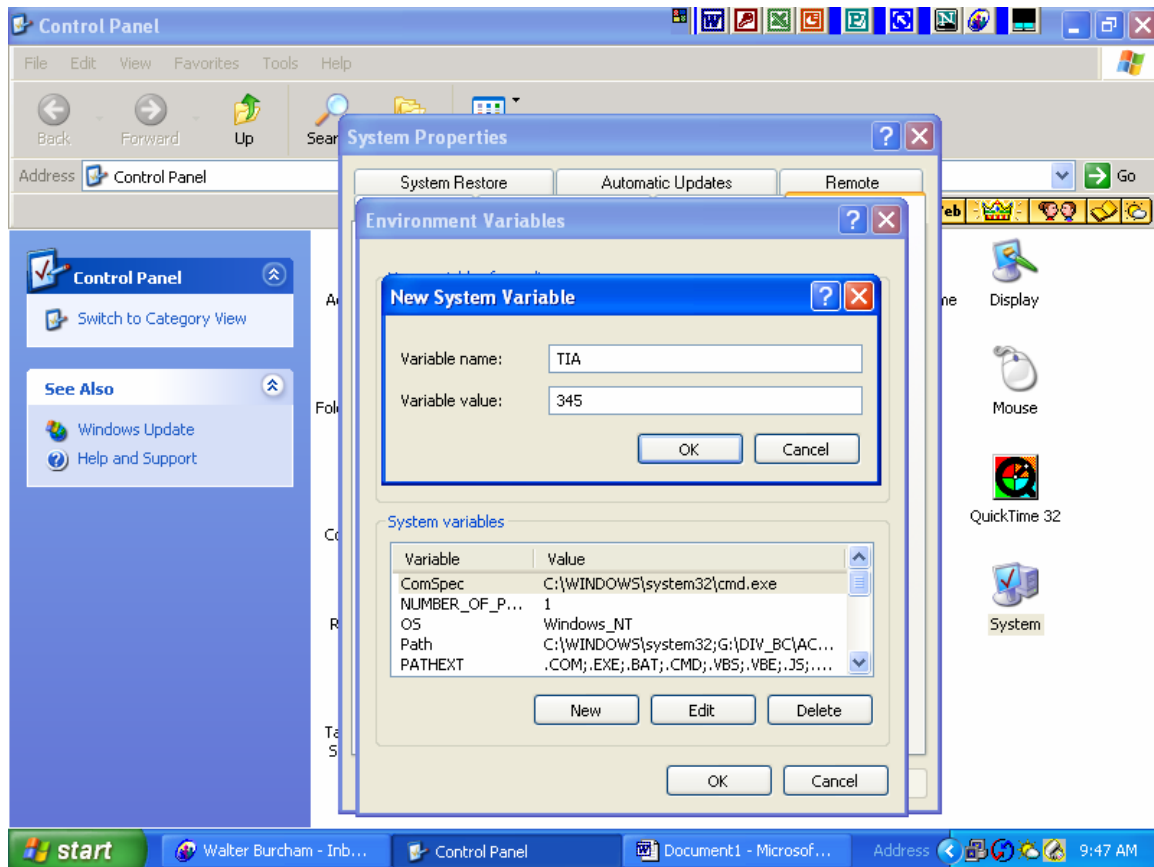 Control Panel
File Edit View Favorites Tools Help
Back Forward Up
System Properties
Address Control Panel Go
System Restore Automatic Updates Remote
Environment Variables
Control Panel
Switch to Category View
New System Variable
Display
Variable name: TIA
See Also
Variable value: 345
Mouse
Windows Update
OK Cancel
Help and Support
System variables
QuickTime 32
Variable Value
ComSpec C:\WINDOWS\system32\cmd.exe
NUMBER_OF_P... 1
OS Windows_NT
System
Path C:\WINDOWS\system32;G:\DIV_BC\AC...
PATHEXT .COM;.EXE;.BAT;.CMD;.VBS;.VBE;.JS;....
New Edit Delete
OK Cancel
start Walter Burcham - Inb... Control Panel Document1 - Microsof... Address 9:47 AM